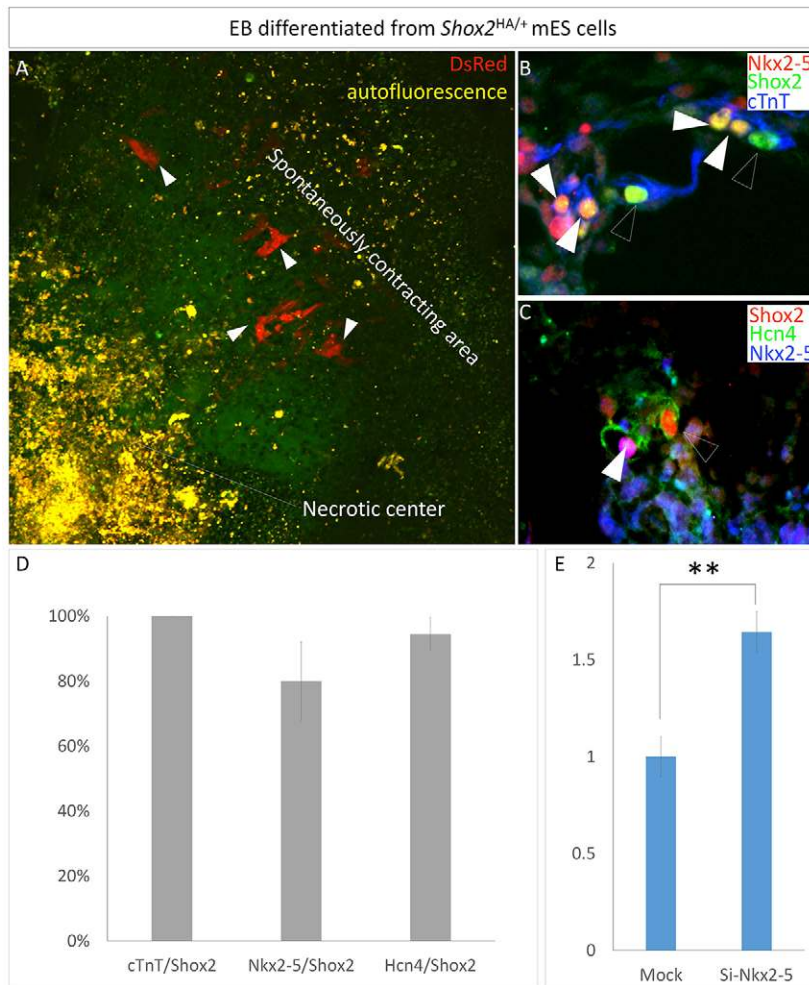 EB differentiated from Shox2HA/+ mES cells
A
DsRed
autofluorescence
Spontaneously contracting area
Necrotic center
B
Nkx2-5
Shox2
cTnT
C
Shox2
Hcn4
Nkx2-5
D
100%
80%
60%
40%
20%
0%
cTnT/Shox2
Nkx2-5/Shox2
Hcn4/Shox2
E
**
2
1.5
1
0.5
0
Mock
Si-Nkx2-5